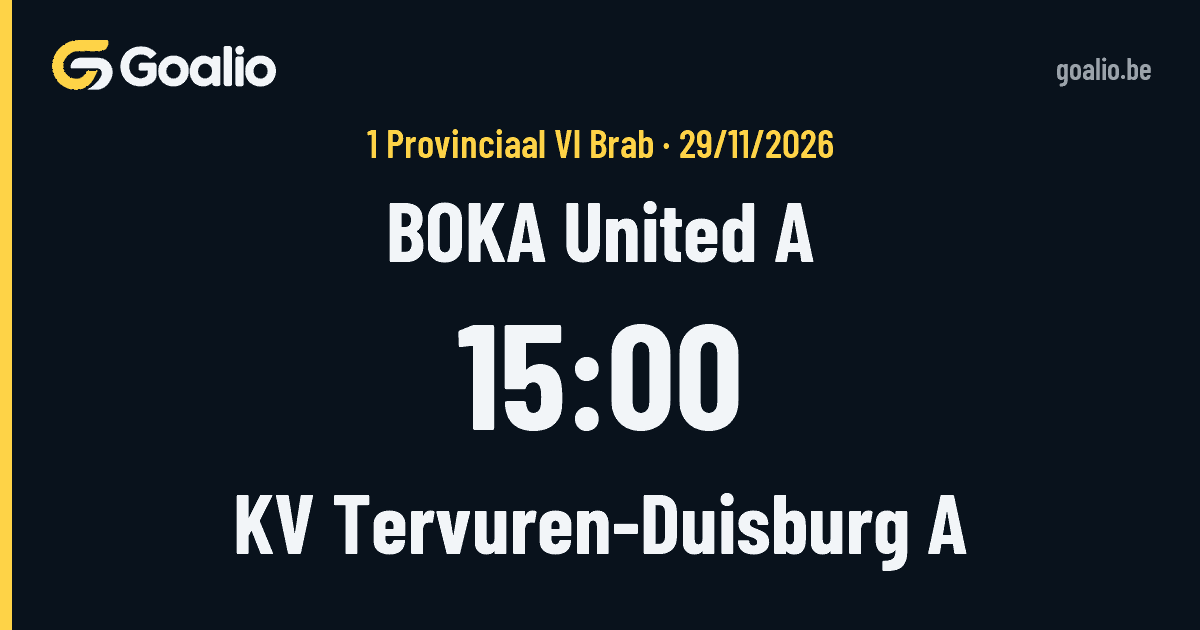 Goalio
goalio.be
1 Provinciaal Vl Brab · 29/11/2026
BOKA United A
15:00
KV Tervuren-Duisburg A